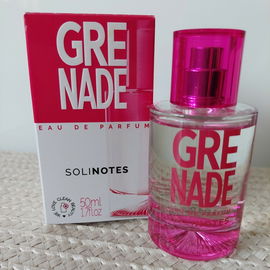 GRE
NADE
EAU DE PARFUM
SOLINOTES
50ml
1.7fl.oz
GRE
NADE